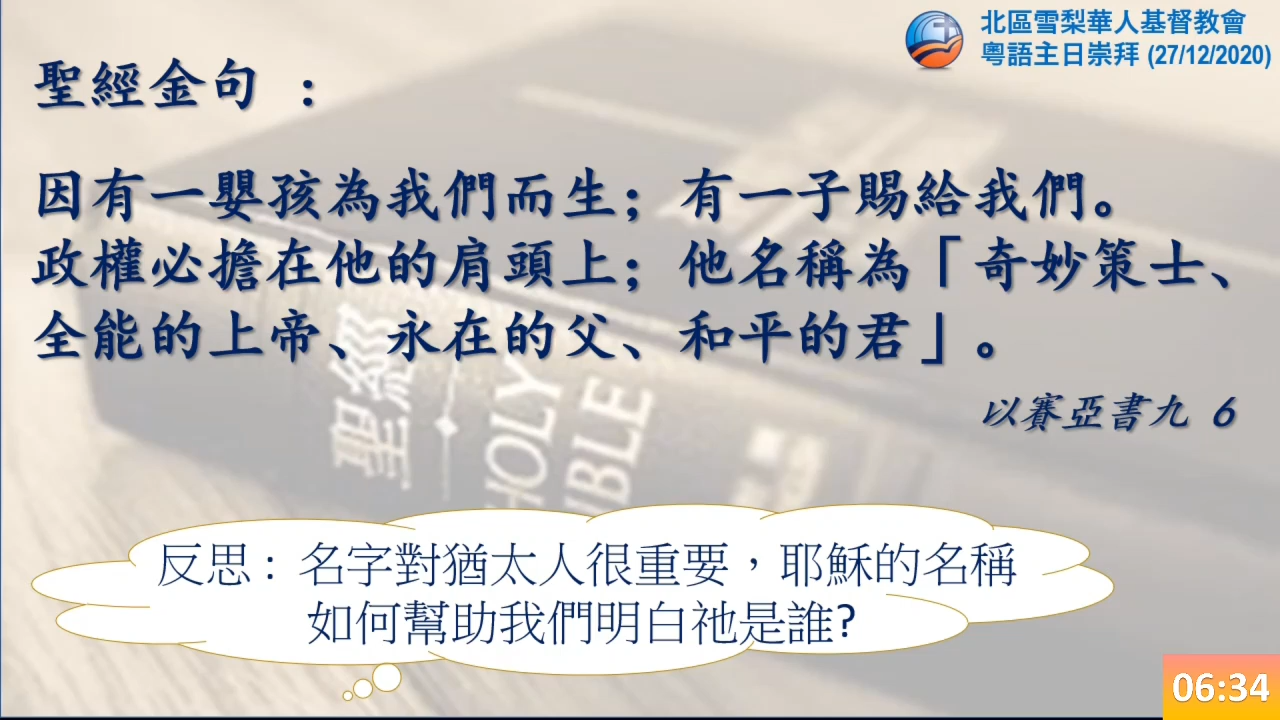 北區雪梨華人基督教會
粵語主日崇拜 (27/12/2020)
聖經金句 :
因有一嬰孩為我們而生；有一子賜給我們。
政權必擔在他的肩頭上；他名稱為「奇妙策士、
全能的上帝、永在的父、和平的君」。
以賽亞書九 6
聖經
HOLY
BIBLE
反思: 名字對猶太人很重要，耶穌的名稱
如何幫助我們明白祂是誰?
06:34